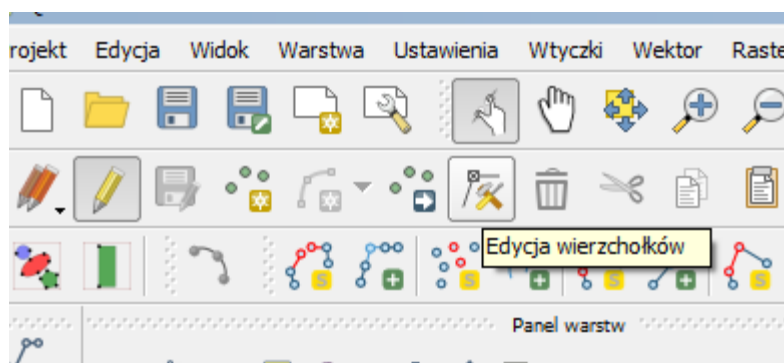 rojekt Edycja Widok Warstwa Ustawienia Wtyczki Wektor Raste
Edycja wierzchołków
Panel warstw